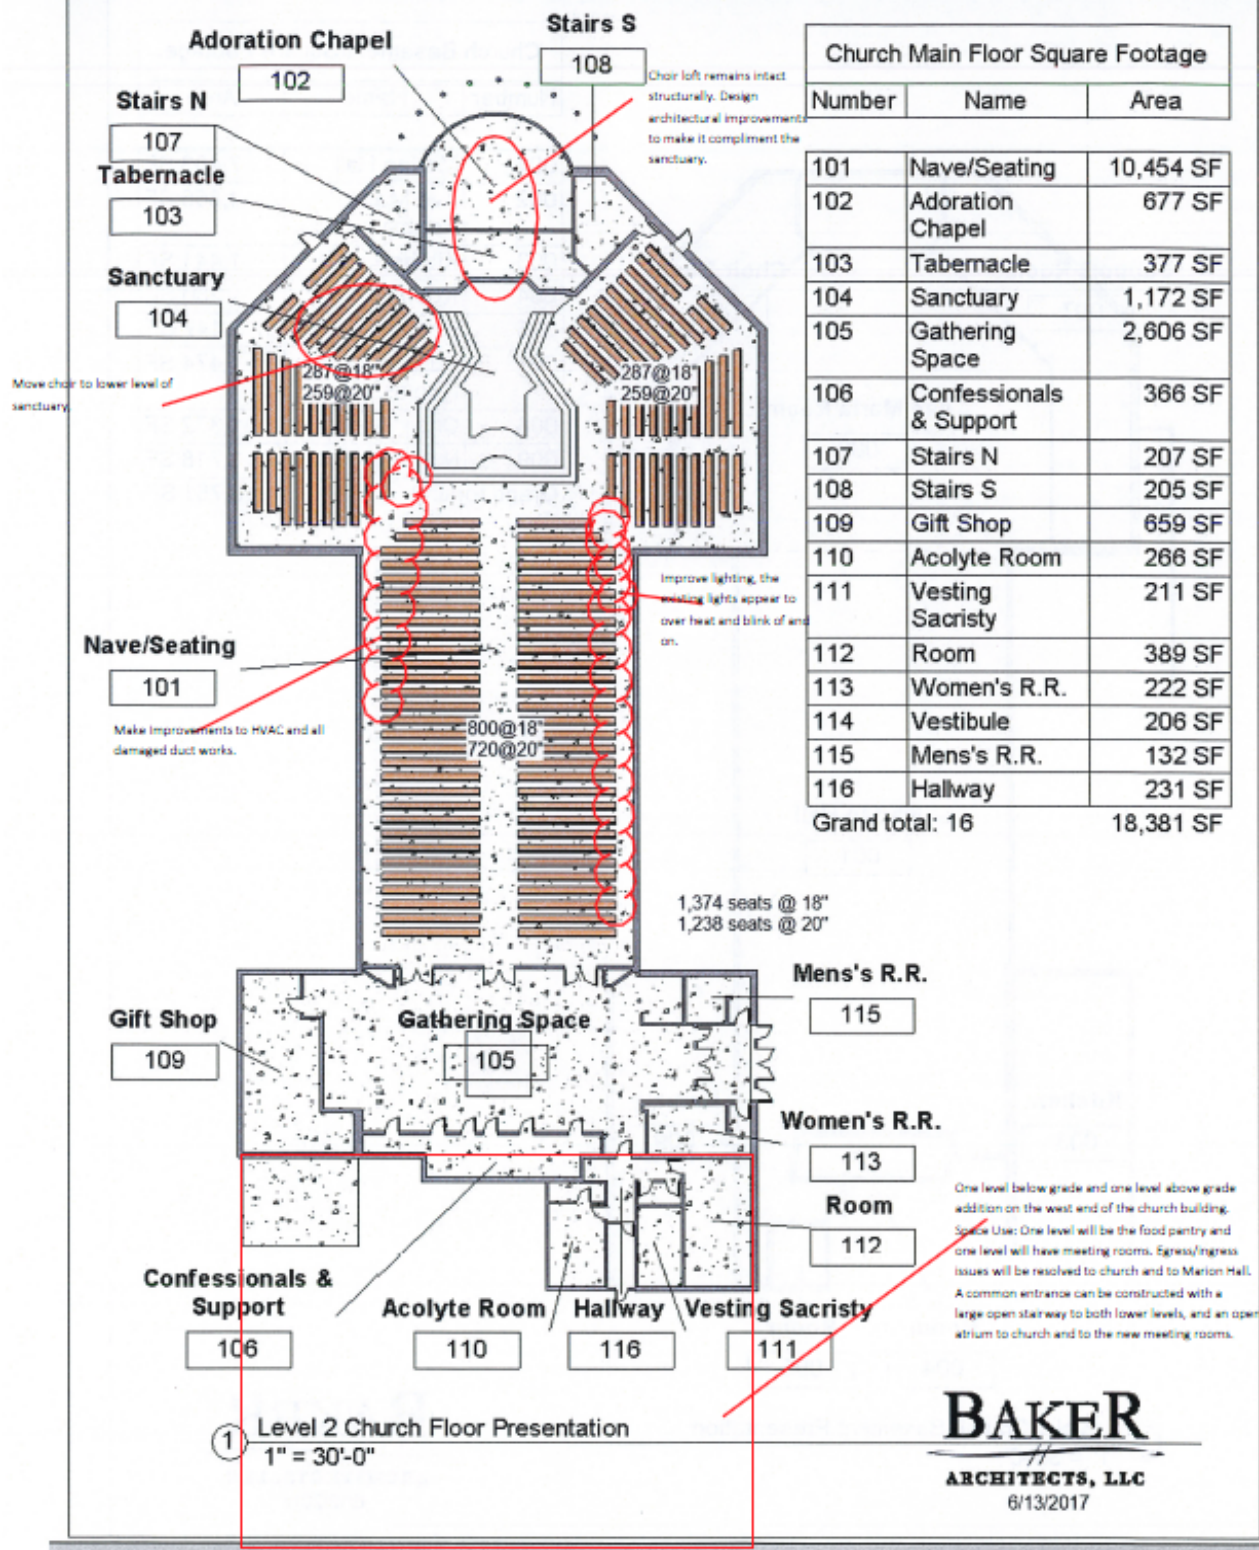 Adoration Chapel
102
Stairs S
108
Stairs N
107
Tabernacle
103
Sanctuary
104
Choir loft remains intact
structurally. Design
architectural improvements
to make it compliment the
sanctuary.
Move choir to lower level of
sanctuary.
287@18"
259@20"
287@18"
259@20"
Improve lighting, the
existing lights appear to
over heat and blink of and
on.
Nave/Seating
101
Make Improvements to HVAC and all
damaged duct works.
800@18"
720@20"
1,374 seats @ 18"
1,238 seats @ 20"
Church Main Floor Square Footage
Number Name Area
101 Nave/Seating 10,454 SF
102 Adoration 677 SF
Chapel
103 Tabernacle 377 SF
104 Sanctuary 1,172 SF
105 Gathering 2,606 SF
Space
106 Confessionals 366 SF
& Support
107 Stairs N 207 SF
108 Stairs S 205 SF
109 Gift Shop 659 SF
110 Acolyte Room 266 SF
111 Vesting 211 SF
Sacristy
112 Room 389 SF
113 Women's R.R. 222 SF
114 Vestibule 206 SF
115 Mens's R.R. 132 SF
116 Hallway 231 SF
Grand total: 16 18,381 SF
Mens's R.R.
115
Gift Shop
109
Gathering Space
105
Women's R.R.
113
Room
112
One level below grade and one level above grade
addition on the west end of the church building.
Space Use: One level will be the food pantry and
one level will have meeting rooms. Egress/Ingress
issues will be resolved to church and to Marion Hall.
A common entrance can be constructed with a
large open stairway to both lower levels, and an open
atrium to church and to the new meeting rooms.
Confessionals &
Support
106
Acolyte Room
110
Hallway
116
Vesting Sacristy
111
1 Level 2 Church Floor Presentation
1" = 30'-0"
BAKER
ARCHITECTS, LLC
6/13/2017